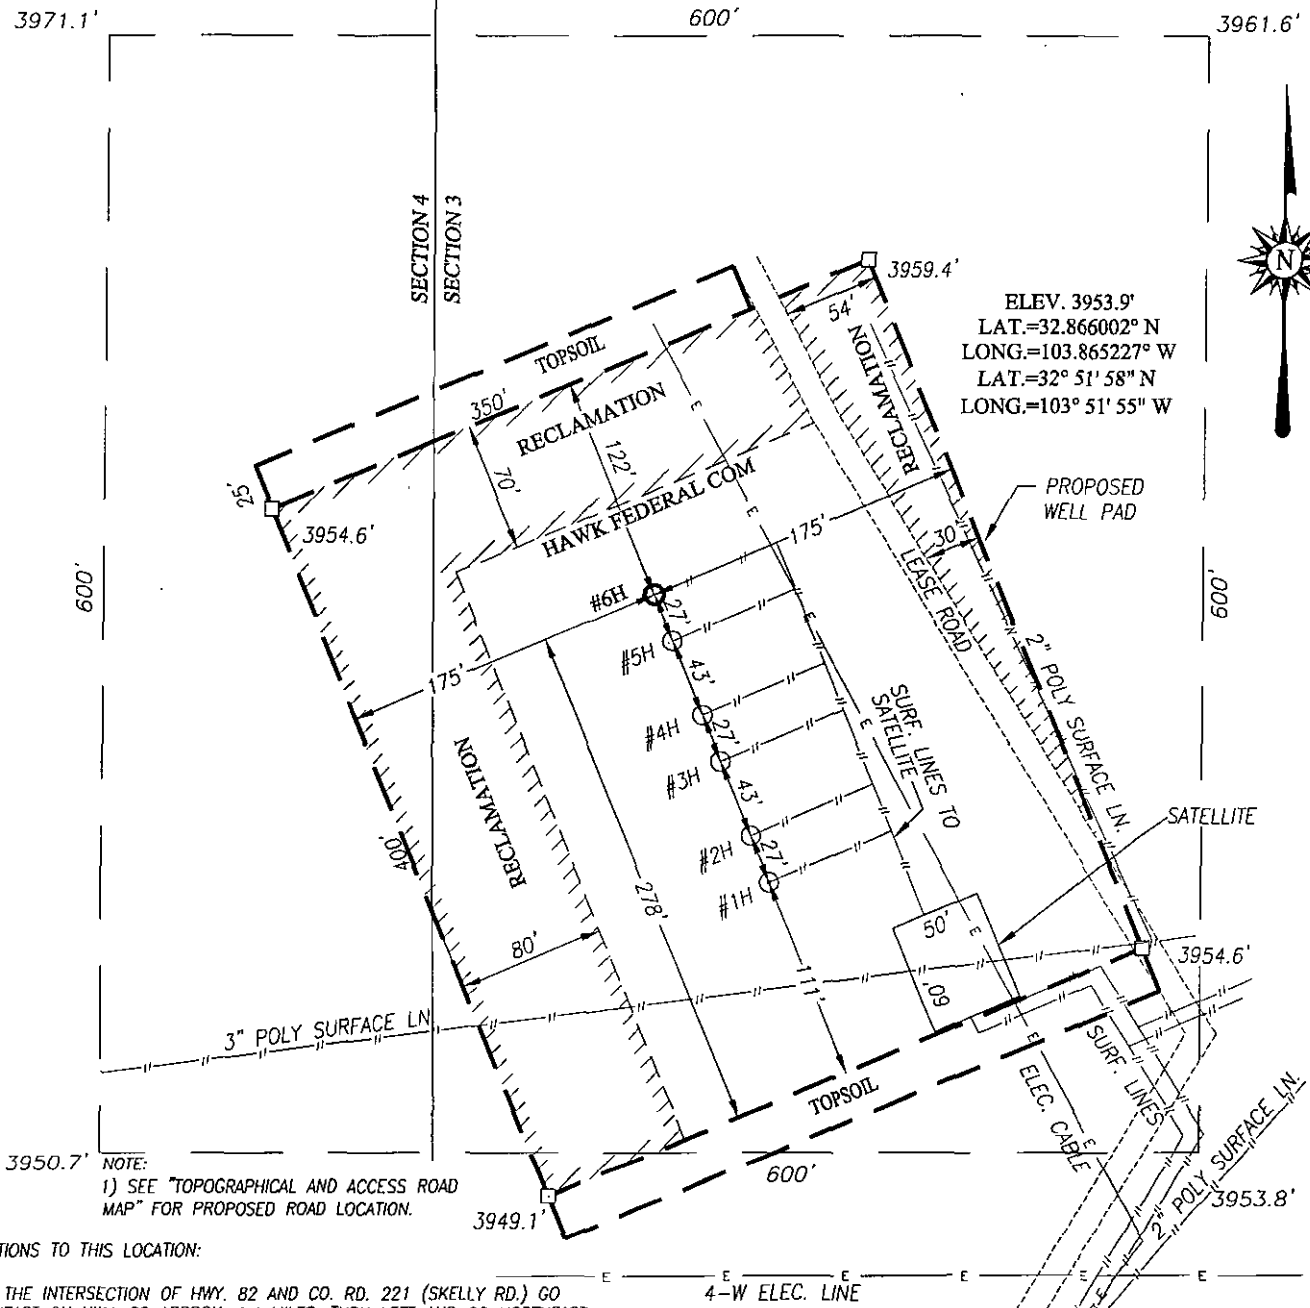 3971.1'
600'
3961.6'
SECTION 4
SECTION 3
N
3959.4'
54'
ELEV. 3953.9'
LAT.=32.866002° N
LONG.=103.865227° W
LAT.=32° 51' 58" N
LONG.=103° 51' 55" W
TOPSOIL
350'
RECLAMATION
RECLAMATION
122'
70'
25'
HAWK FEDERAL COM
3954.6'
PROPOSED
WELL PAD
175'
30'
LEASE ROAD
600'
600'
#6H
27'
#5H
43'
#4H
27'
#3H
43'
#2H
27'
#1H
175'
2" POLY SURFACE LN.
SURF. LINES TO
SATELLITE
SATELLITE
RECLAMATION
400'
278'
80'
50'
60'
111'
3954.6'
3" POLY SURFACE LN.
E
E
E
E
E
E
E
TOPSOIL
ELEC. CABLE
SURF. LINES
2" POLY SURFACE LN.
3950.7'
600'
3953.8'
3949.1'
NOTE:
1) SEE "TOPOGRAPHICAL AND ACCESS ROAD
MAP" FOR PROPOSED ROAD LOCATION.
TIONS TO THIS LOCATION:
THE INTERSECTION OF HWY. 82 AND CO. RD. 221 (SKELLY RD.) GO
E E E E E E
4-W ELEC. LINE